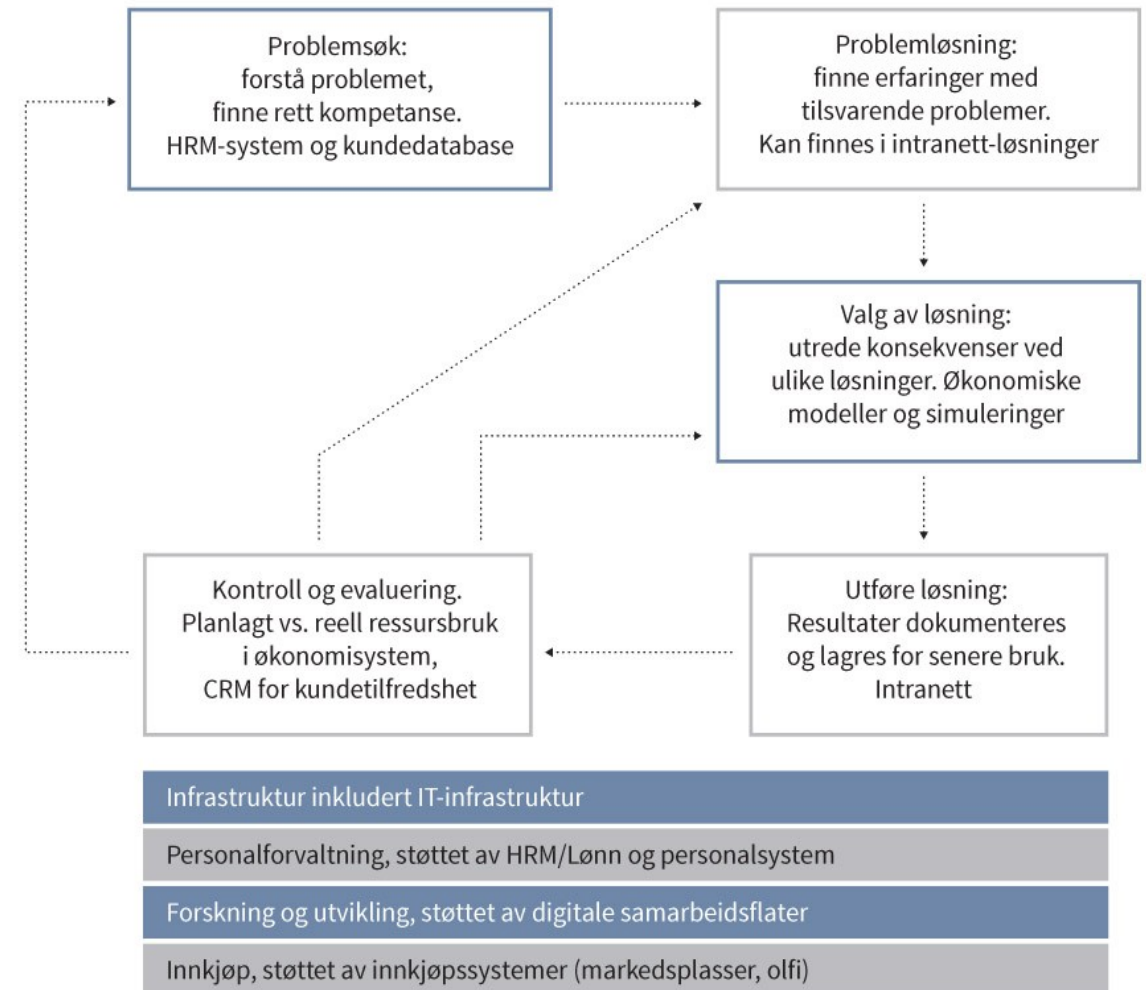 Problemsøk:
forstå problemet,
finne rett kompetanse.
HRM-system og kundedatabase
Problemløsning:
finne erfaringer med
tilsvarende problemer.
Kan finnes i intranett-løsninger
Valg av løsning:
utrede konsekvenser ved
ulike løsninger. Økonomiske
modeller og simuleringer
Kontroll og evaluering.
Planlagt vs. reell ressursbruk
i økonomisystem,
CRM for kundetilfredshet
Utføre løsning:
Resultater dokumenteres
og lagres for senere bruk.
Intranett
Infrastruktur inkludert IT-infrastruktur
Personalforvaltning, støttet av HRM/Lønn og personalsystem
Forskning og utvikling, støttet av digitale samarbeidsflater
Innkjøp, støttet av innkjøpssystemer (markedsplasser, olfi)